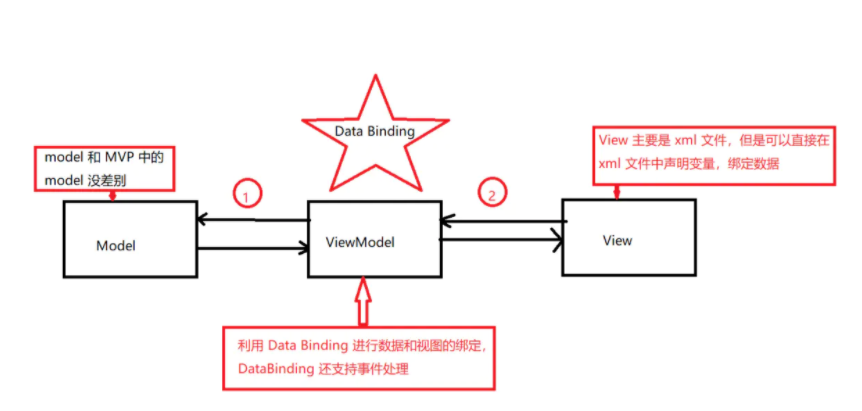 Data Binding
model 和 MVP 中的
model 没差别
View 主要是 xml 文件，但是可以直接在
xml 文件中声明变量，绑定数据
1
2
Model
ViewModel
View
利用 Data Binding 进行数据和视图的绑定，
DataBinding 还支持事件处理